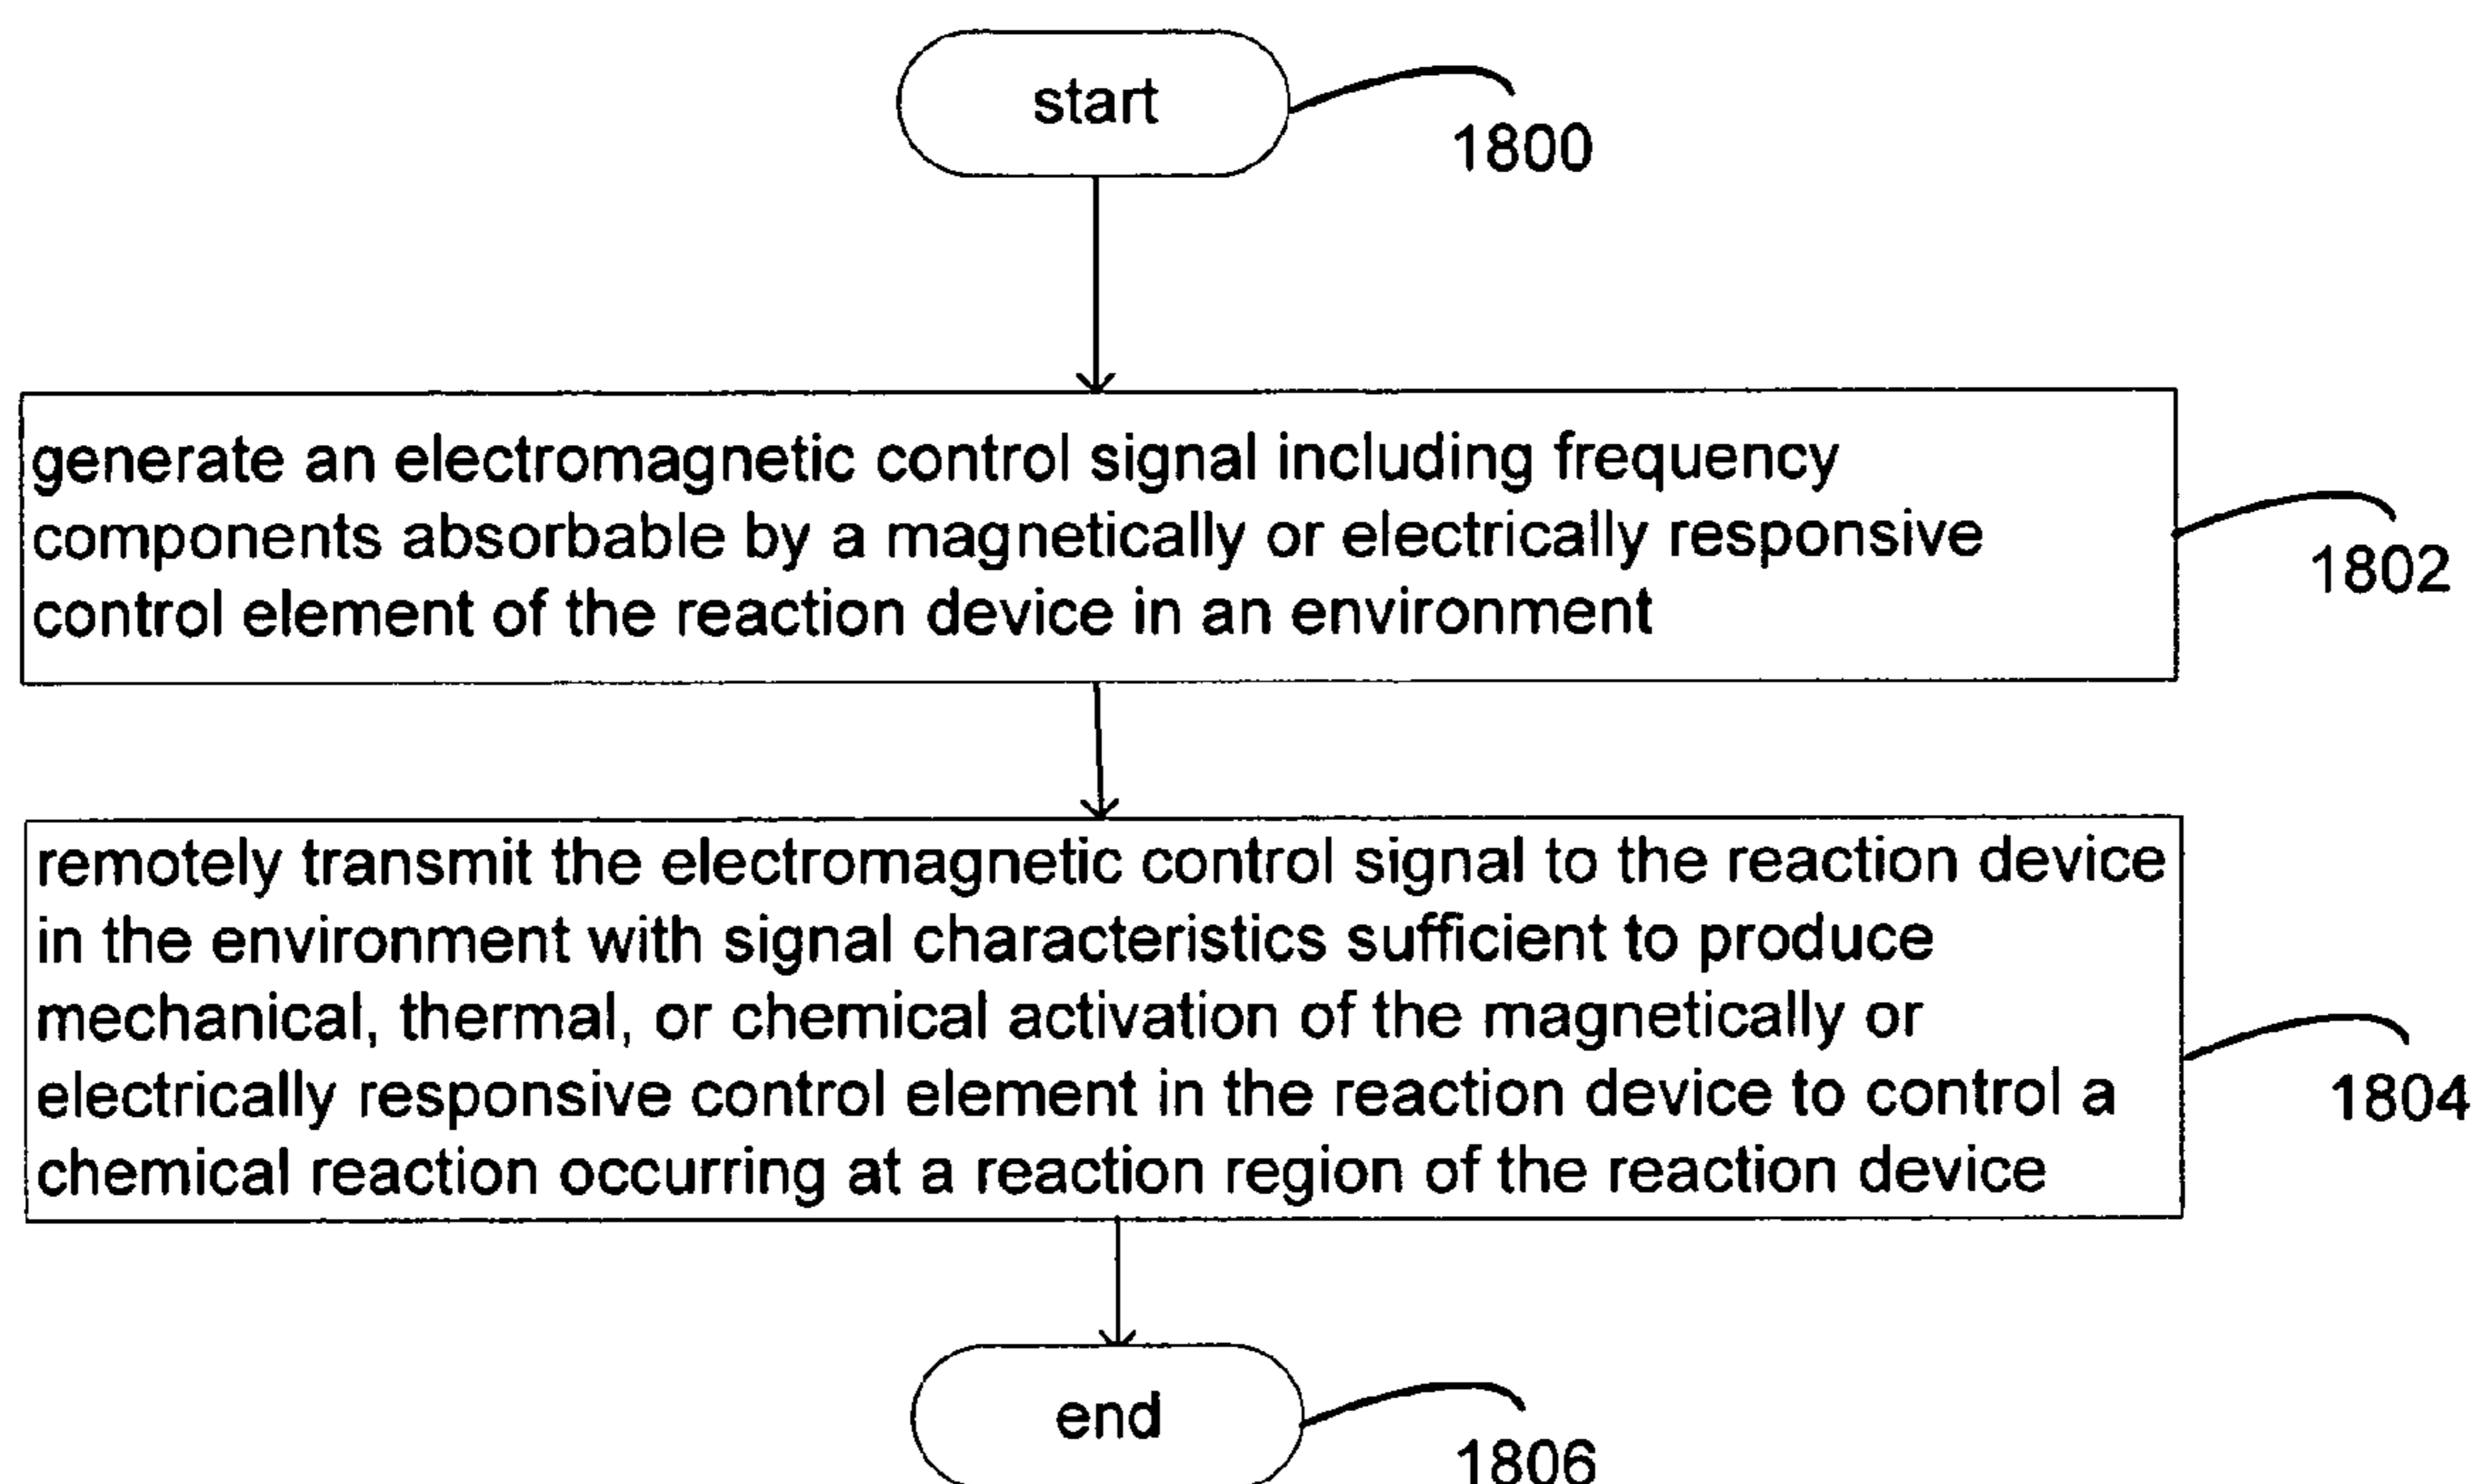 start
1800
generate an electromagnetic control signal including frequency
components absorbable by a magnetically or electrically responsive
control element of the reaction device in an environment
1802
remotely transmit the electromagnetic control signal to the reaction device
in the environment with signal characteristics sufficient to produce
mechanical, thermal, or chemical activation of the magnetically or
electrically responsive control element in the reaction device to control a
chemical reaction occurring at a reaction region of the reaction device
1804
end
1806